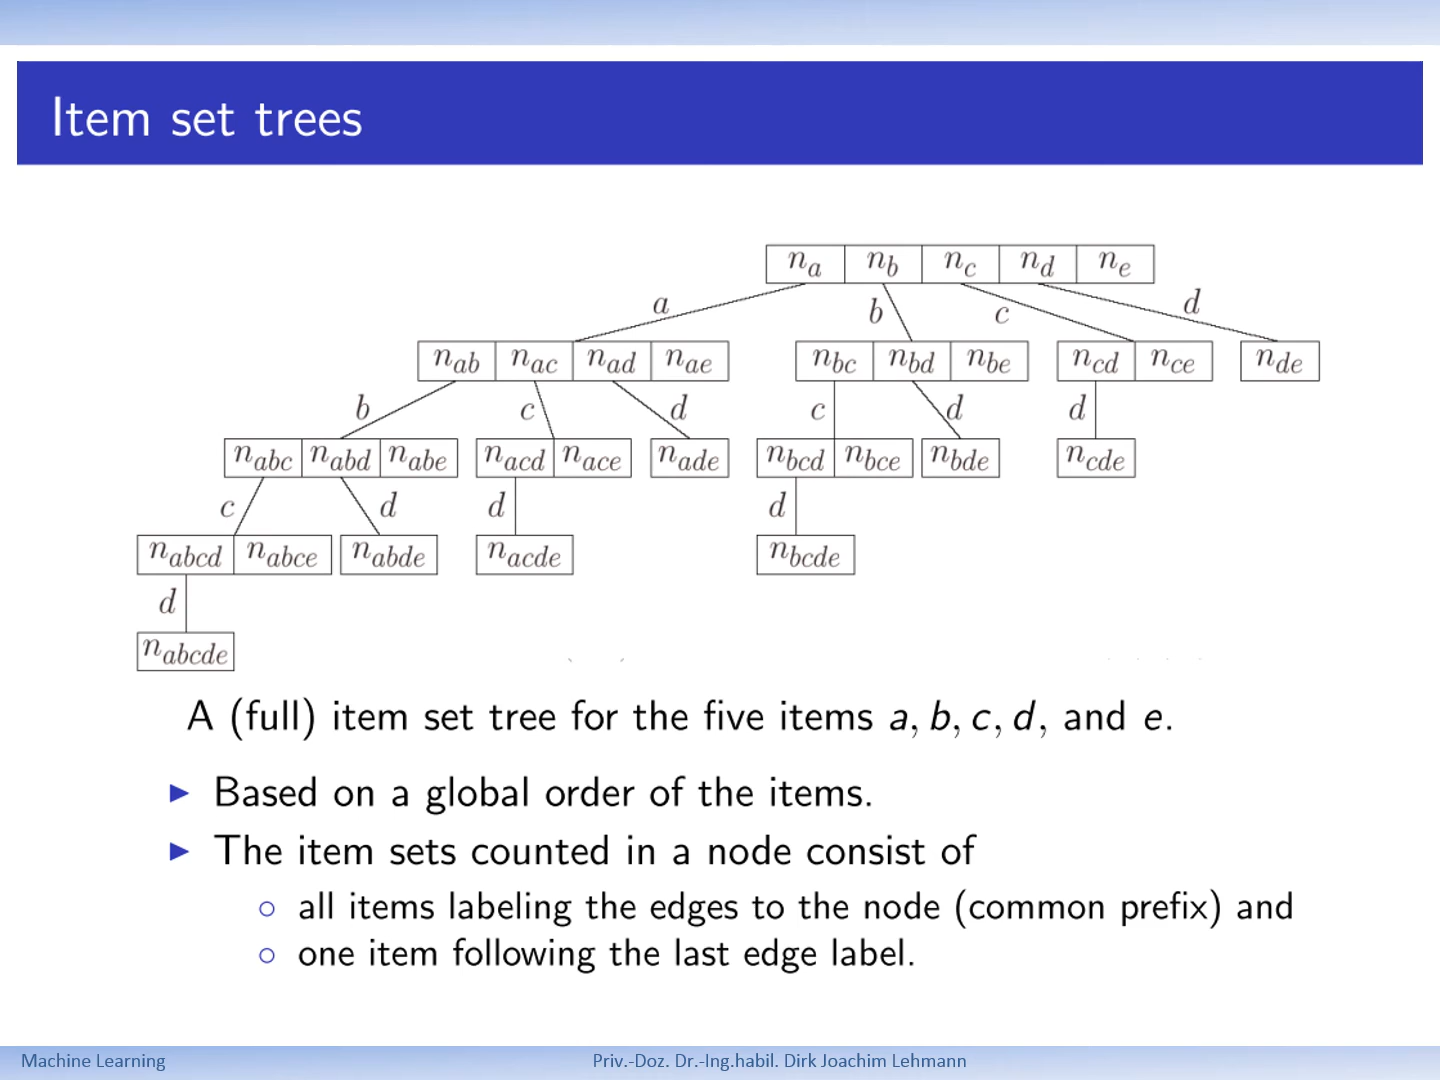 Item set trees
n_a n_b n_c n_d n_e
a b c d
n_ab n_ac n_ad n_ae n_bc n_bd n_be n_cd n_ce n_de
b c d c d d
n_abc n_abd n_abe n_acd n_ace n_ade n_bcd n_bce n_bde n_cde
c d d d
n_abcd n_abce n_abde n_acde n_bcde
d
n_abcde
A (full) item set tree for the five items a, b, c, d, and e.
▶ Based on a global order of the items.
▶ The item sets counted in a node consist of
○ all items labeling the edges to the node (common prefix) and
○ one item following the last edge label.
Machine Learning Priv.-Doz. Dr.-Ing.habil. Dirk Joachim Lehmann